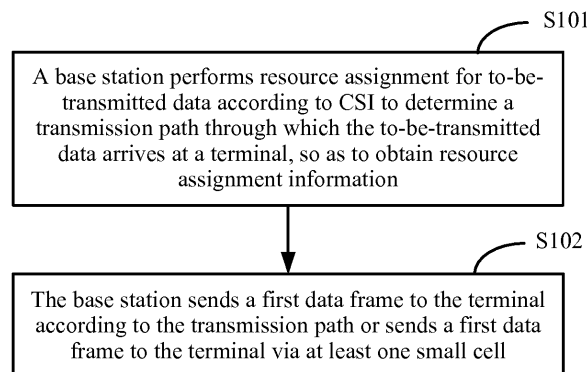 S101
A base station performs resource assignment for to-be-
transmitted data according to CSI to determine a
transmission path through which the to-be-transmitted
data arrives at a terminal, so as to obtain resource
assignment information
S102
The base station sends a first data frame to the terminal
according to the transmission path or sends a first data
frame to the terminal via at least one small cell